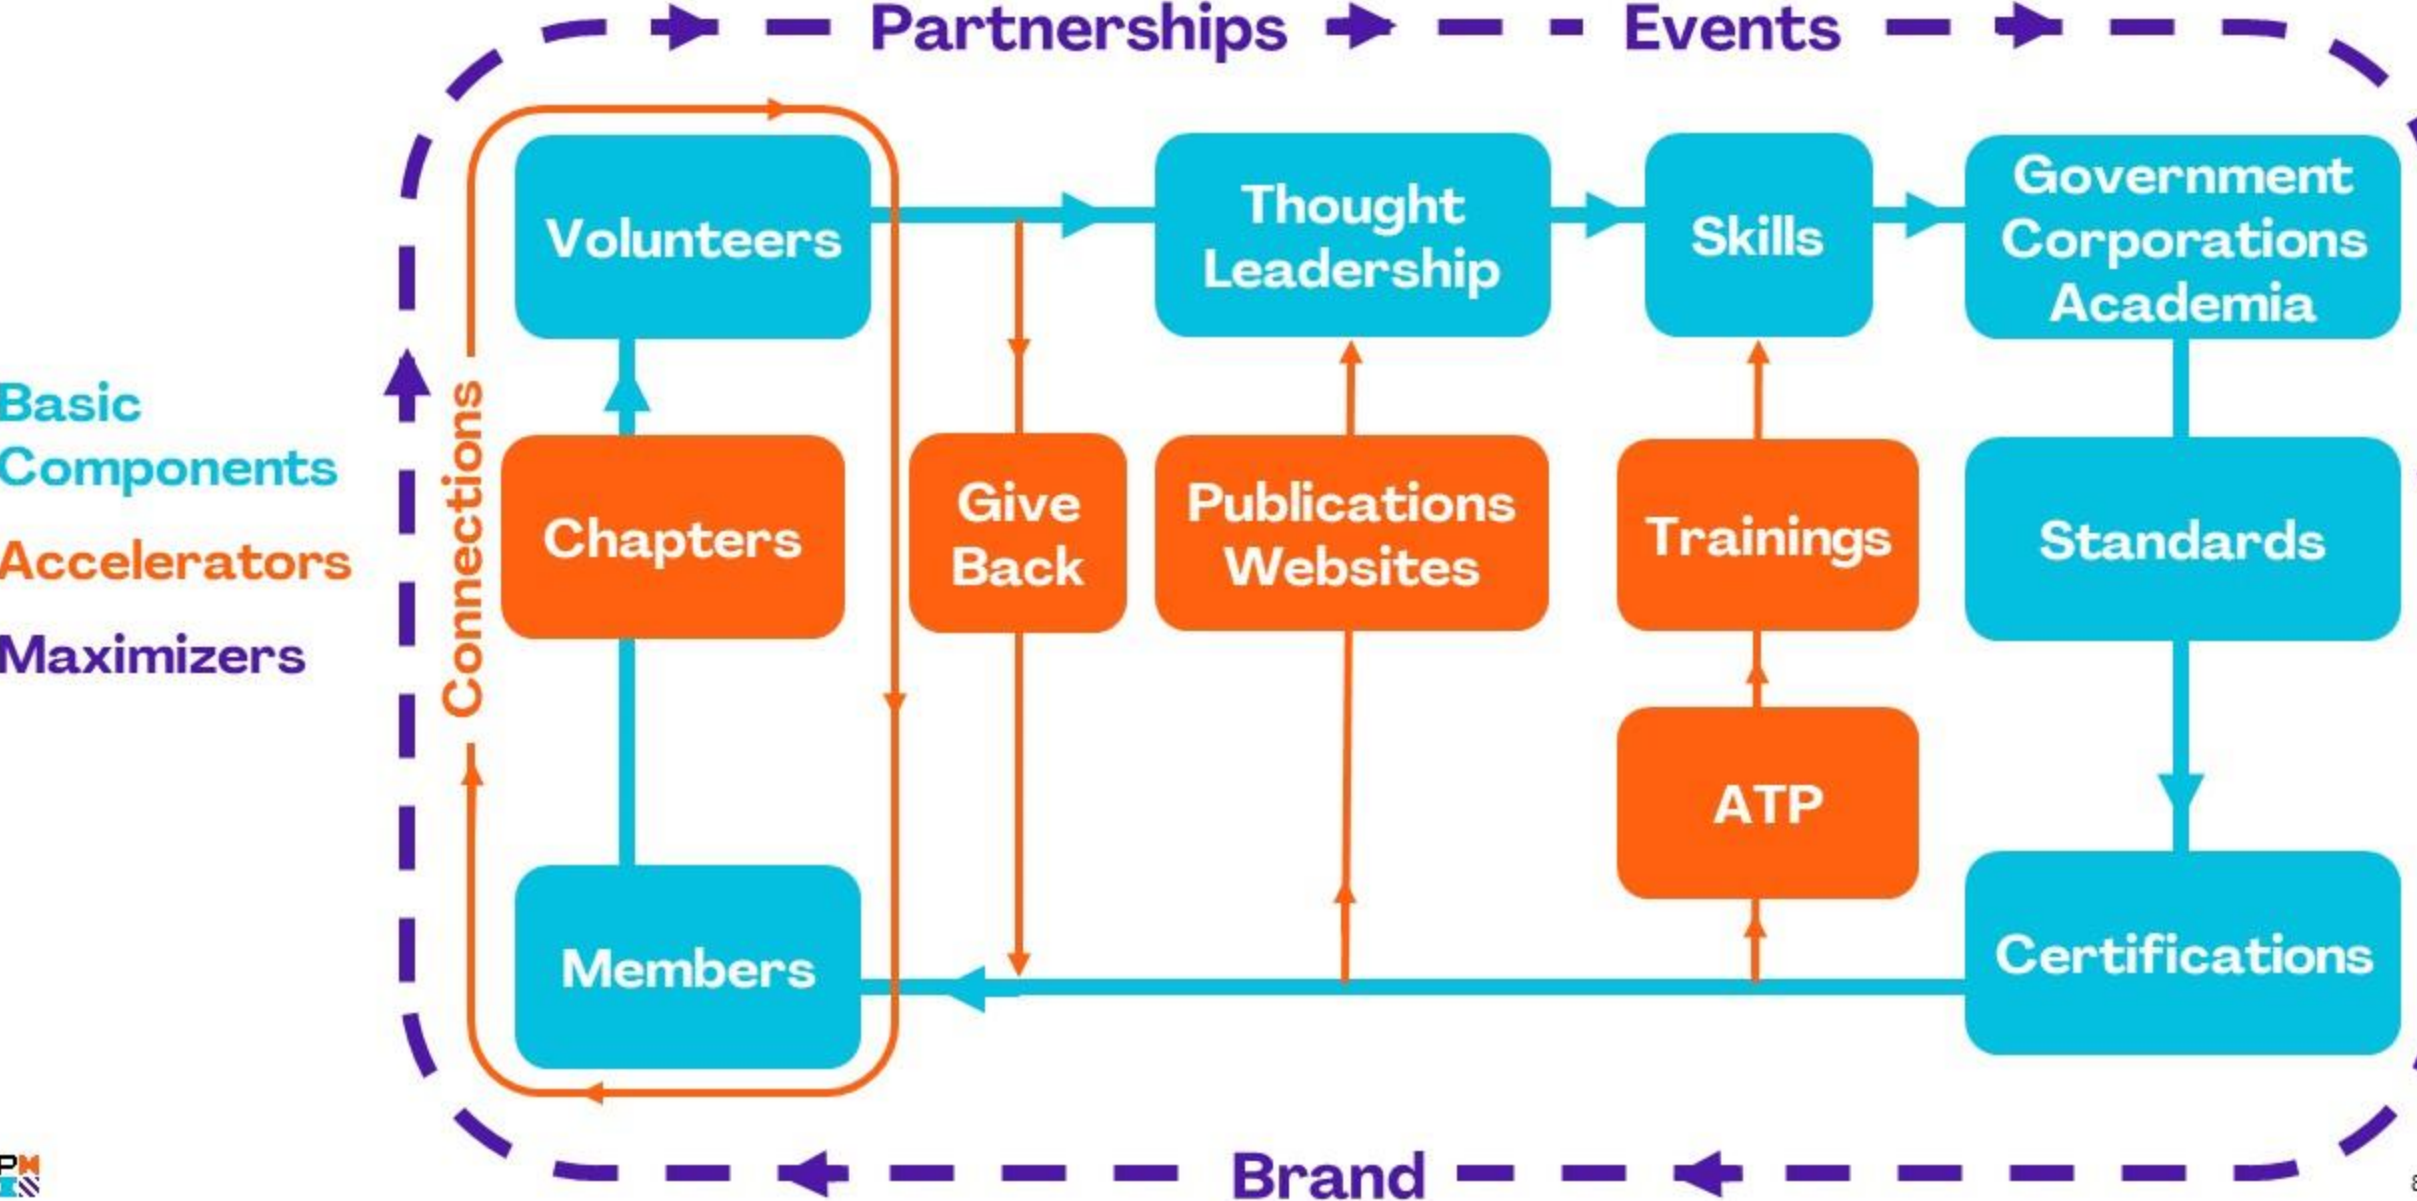 Partnerships
Events
Volunteers
Thought
Leadership
Skills
Government
Corporations
Academia
Basic
Components
Accelerators
Maximizers
Connections
Chapters
Give
Back
Publications
Websites
Trainings
Standards
ATP
Members
Certifications
Brand